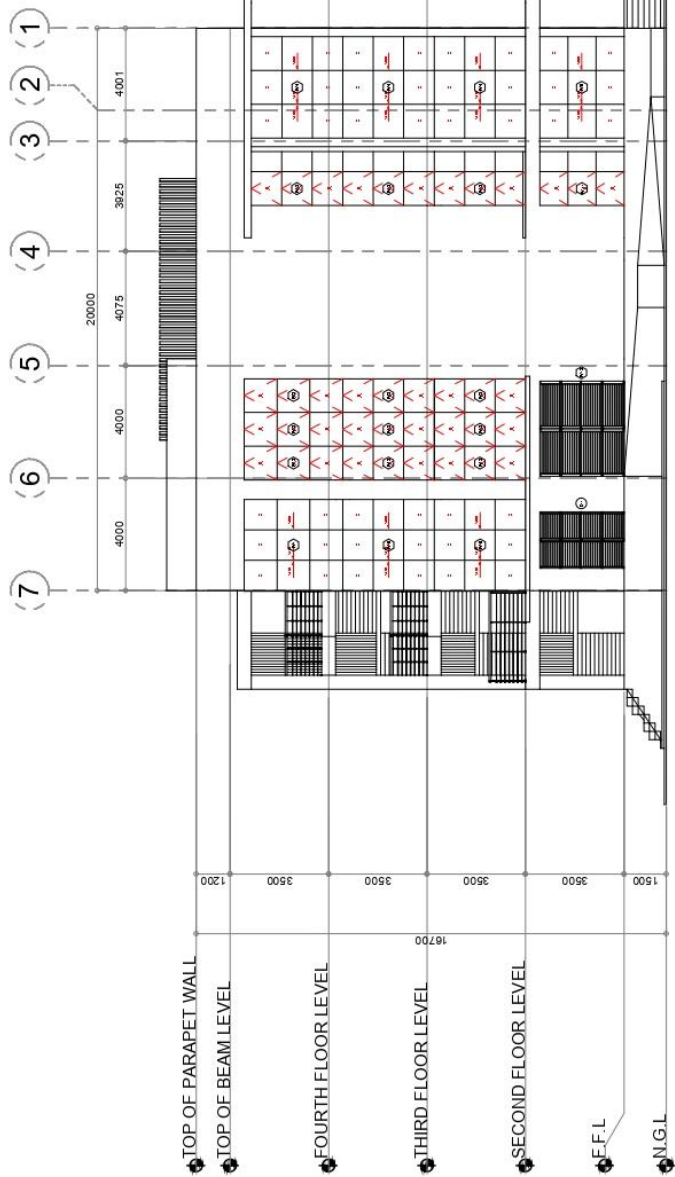 1
2
3
4
5
6
7
4001
3925
4075
4000
4000
20000
1200
3500
3500
3500
3500
1500
16700
TOP OF PARAPET WALL
TOP OF BEAM LEVEL
FOURTH FLOOR LEVEL
THIRD FLOOR LEVEL
SECOND FLOOR LEVEL
F.F.L
N.G.L